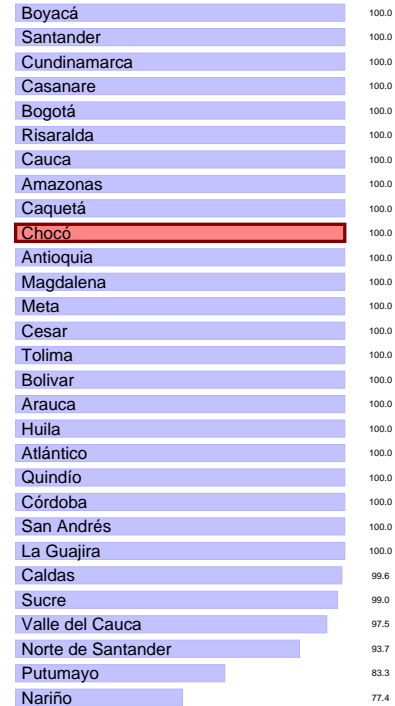 Boyacá 100.0
Santander 100.0
Cundinamarca 100.0
Casanare 100.0
Bogotá 100.0
Risaralda 100.0
Cauca 100.0
Amazonas 100.0
Caquetá 100.0
Chocó 100.0
Antioquia 100.0
Magdalena 100.0
Meta 100.0
Cesar 100.0
Tolima 100.0
Bolivar 100.0
Arauca 100.0
Huila 100.0
Atlántico 100.0
Quindío 100.0
Córdoba 100.0
San Andrés 100.0
La Guajira 100.0
Caldas 99.6
Sucre 99.0
Valle del Cauca 97.5
Norte de Santander 93.7
Putumayo 83.3
Nariño 77.4